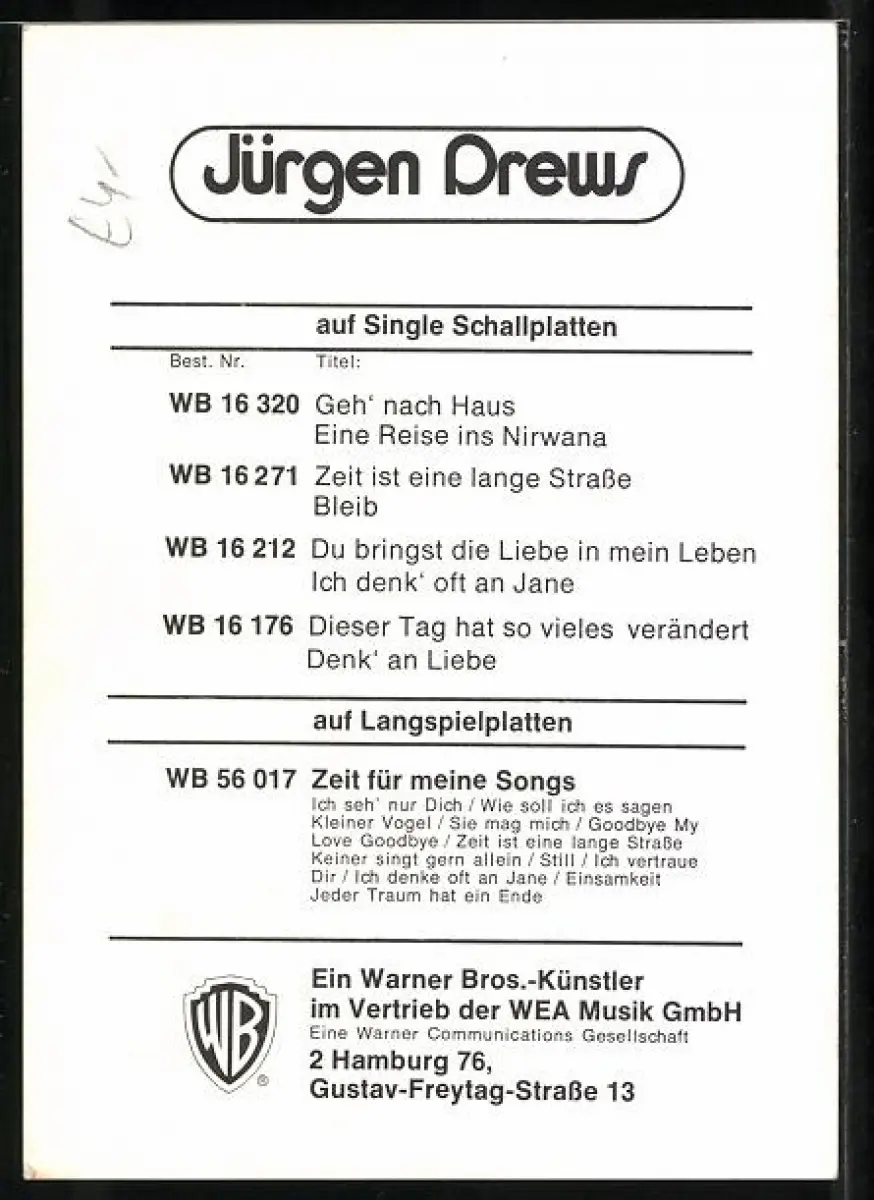 Jürgen Drews
auf Single Schallplatten
Best. Nr. Titel:
WB 16 320 Geh' nach Haus
Eine Reise ins Nirwana
WB 16 271 Zeit ist eine lange Straße
Bleib
WB 16 212 Du bringst die Liebe in mein Leben
Ich denk' oft an Jane
WB 16 176 Dieser Tag hat so vieles verändert
Denk' an Liebe
auf Langspielplatten
WB 56 017 Zeit für meine Songs
Ich seh' nur Dich / Wie soll ich es sagen
Kleiner Vogel / Sie mag mich / Goodbye My
Love Goodbye / Zeit ist eine lange Straße
Keiner singt gern allein / Still / Ich vertraue
Dir / Ich denke oft an Jane / Einsamkeit
Jeder Traum hat ein Ende
WB
®
Ein Warner Bros.-Künstler
im Vertrieb der WEA Musik GmbH
Eine Warner Communications Gesellschaft
2 Hamburg 76,
Gustav-Freytag-Straße 13